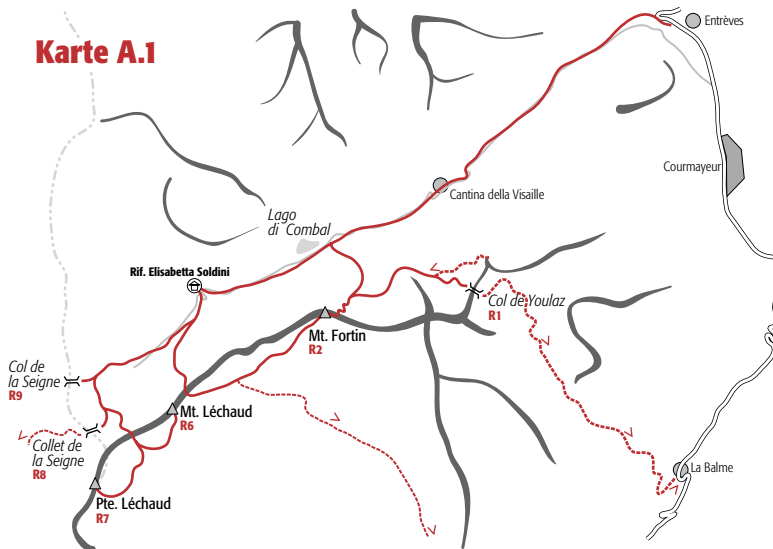 Karte A.1
Entrèves
Courmayeur
Cantina della Visaille
Lago
di Combal
Rif. Elisabetta Soldini
Col de Youlaz
R1
Mt. Fortin
R2
Col de
la Seigne
R9
Mt. Léchaud
R6
Collet de
la Seigne
R8
La Balme
Pte. Léchaud
R7